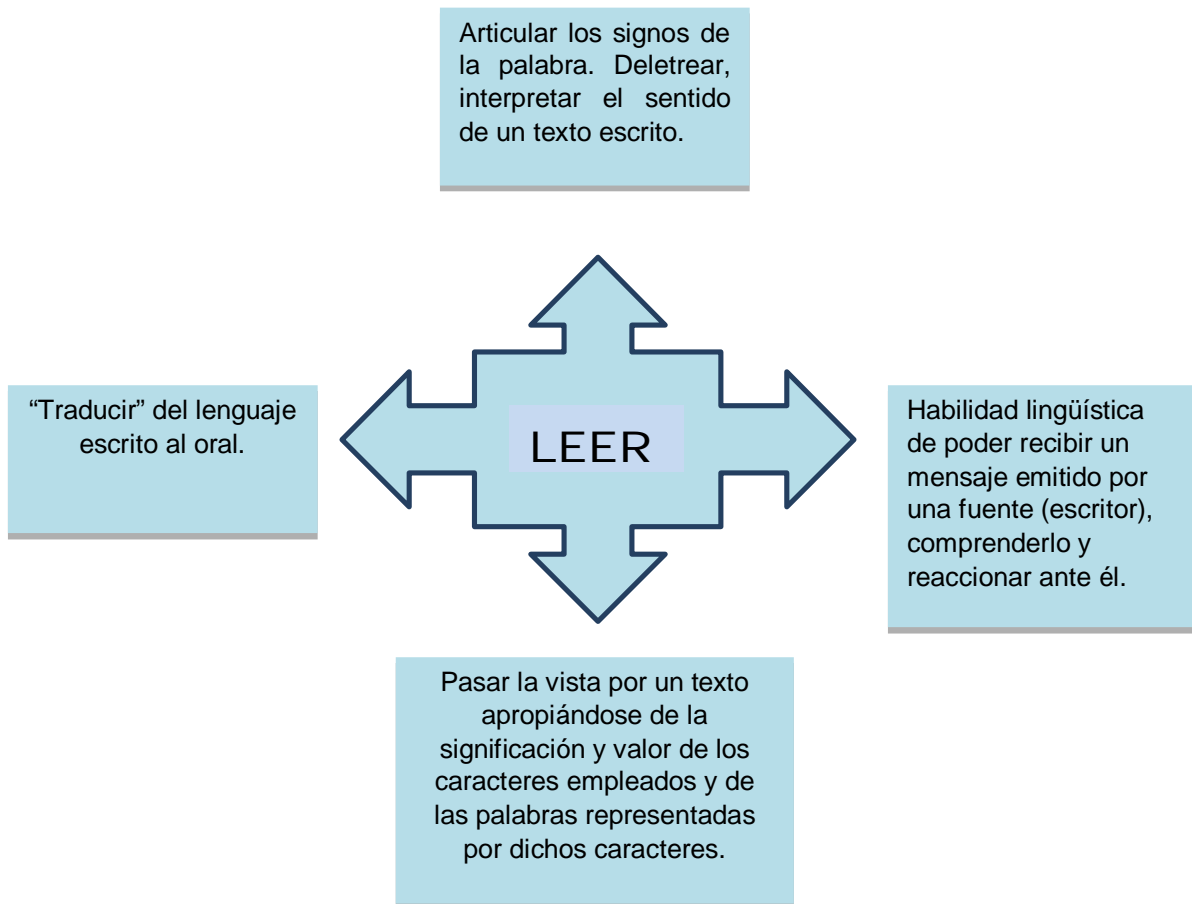 Articular los signos de
la palabra. Deletrear,
interpretar el sentido
de un texto escrito.
“Traducir” del lenguaje
escrito al oral.
LEER
Habilidad lingüística
de poder recibir un
mensaje emitido por
una fuente (escritor),
comprenderlo y
reaccionar ante él.
Pasar la vista por un texto
apropiándose de la
significación y valor de los
caracteres empleados y de
las palabras representadas
por dichos caracteres.